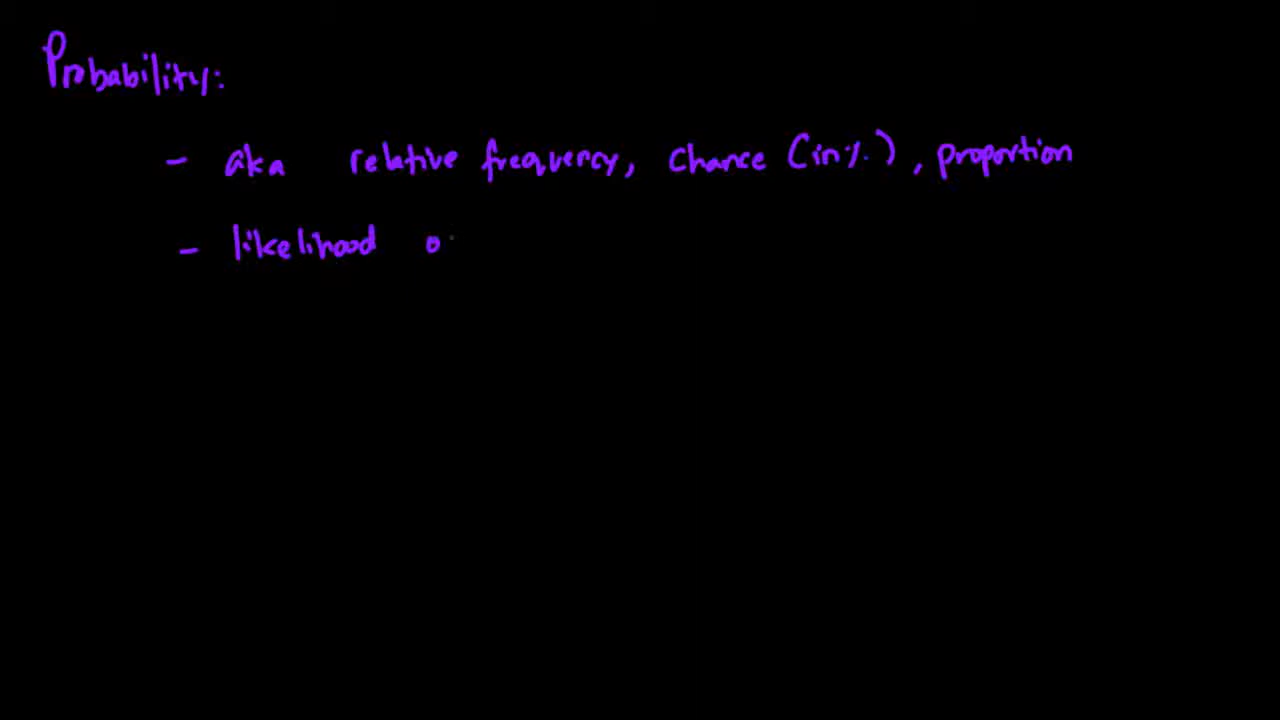 Probability:
- aka relative frequency, chance (in %), proportion
- likelihood o